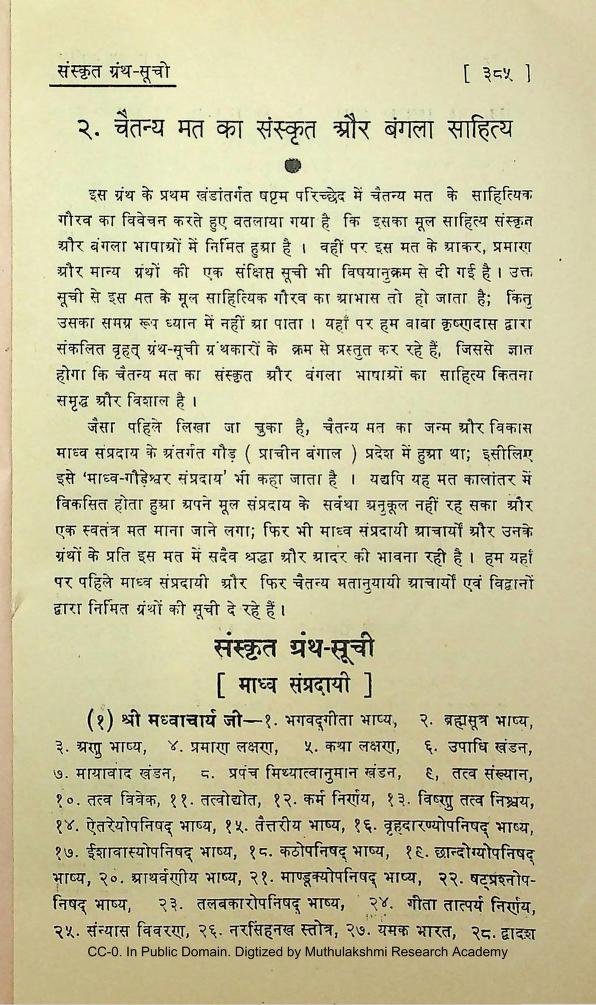 संस्कृत ग्रंथ-सूची [ ३८५ ]
२. चैतन्य मत का संस्कृत और बंगला साहित्य
इस ग्रंथ के प्रथम खंडांतर्गत षष्टम परिच्छेद में चैतन्य मत के साहित्यिक
गौरव का विवेचन करते हुए बतलाया गया है कि इसका मूल साहित्य संस्कृत
और बंगला भाषाओं में निर्मित हुआ है । वहीं पर इस मत के आकर, प्रमाण
और मान्य ग्रंथों की एक संक्षिप्त सूची भी विषयानुक्रम से दी गई है । उक्त
सूची से इस मत के मूल साहित्यिक गौरव का आभास तो हो जाता है; किंतु
उसका समग्र रूप ध्यान में नहीं आ पाता । यहाँ पर हम बाबा कृष्णदास द्वारा
संकलित वृहत् ग्रंथ-सूची ग्रंथकारों के क्रम से प्रस्तुत कर रहे हैं, जिससे ज्ञात
होगा कि चैतन्य मत का संस्कृत और बंगला भाषाओं का साहित्य कितना
समृद्ध और विशाल है ।
जैसा पहिले लिखा जा चुका है, चैतन्य मत का जन्म और विकास
माध्व संप्रदाय के अंतर्गत गौड़ ( प्राचीन बंगाल ) प्रदेश में हुआ था; इसीलिए
इसे 'माध्व-गौड़ेश्वर संप्रदाय' भी कहा जाता है । यद्यपि यह मत कालांतर में
विकसित होता हुआ अपने मूल संप्रदाय के सर्वथा अनुकूल नहीं रह सका और
एक स्वतंत्र मत माना जाने लगा; फिर भी माध्व संप्रदायी आचार्यों और उनके
ग्रंथों के प्रति इस मत में सदैव श्रद्धा और आदर की भावना रही है । हम यहाँ
पर पहिले माध्व संप्रदायी और फिर चैतन्य मतानुयायी आचार्यों एवं विद्वानों
द्वारा निर्मित ग्रंथों की सूची दे रहे हैं ।
संस्कृत ग्रंथ-सूची
[ माध्व संप्रदायी ]
(१) श्री मध्वाचार्य जी—१. भगवद्गीता भाष्य, २. ब्रह्मसूत्र भाष्य,
३. अणु भाष्य, ४. प्रमाण लक्षण, ५. कथा लक्षण, ६. उपाधि खंडन,
७. मायावाद खंडन, ८. प्रपंच मिथ्यात्वानुमान खंडन, ९, तत्व संख्यान,
१०. तत्व विवेक, ११. तत्वोद्योत, १२. कर्म निर्णय, १३. विष्णु तत्व निश्चय,
१४. ऐतरेयोपनिषद् भाष्य, १५. तैत्तरीय भाष्य, १६. वृहदारण्योपनिषद् भाष्य,
१७. ईशावास्योपनिषद् भाष्य, १८. कठोपनिषद् भाष्य, १९. छान्दोग्योपनिषद्
भाष्य, २०. आथर्वणीय भाष्य, २१. माण्डूक्योपनिषद् भाष्य, २२. षट्प्रश्नोप-
निषद् भाष्य, २३. तलबकारोपनिषद् भाष्य, २४. गीता तात्पर्य निर्णय,
२५. संन्यास विवरण, २६. नरसिंहनख स्तोत्र, २७. यमक भारत, २८. द्वादश
CC-0. In Public Domain. Digtized by Muthulakshmi Research Academy